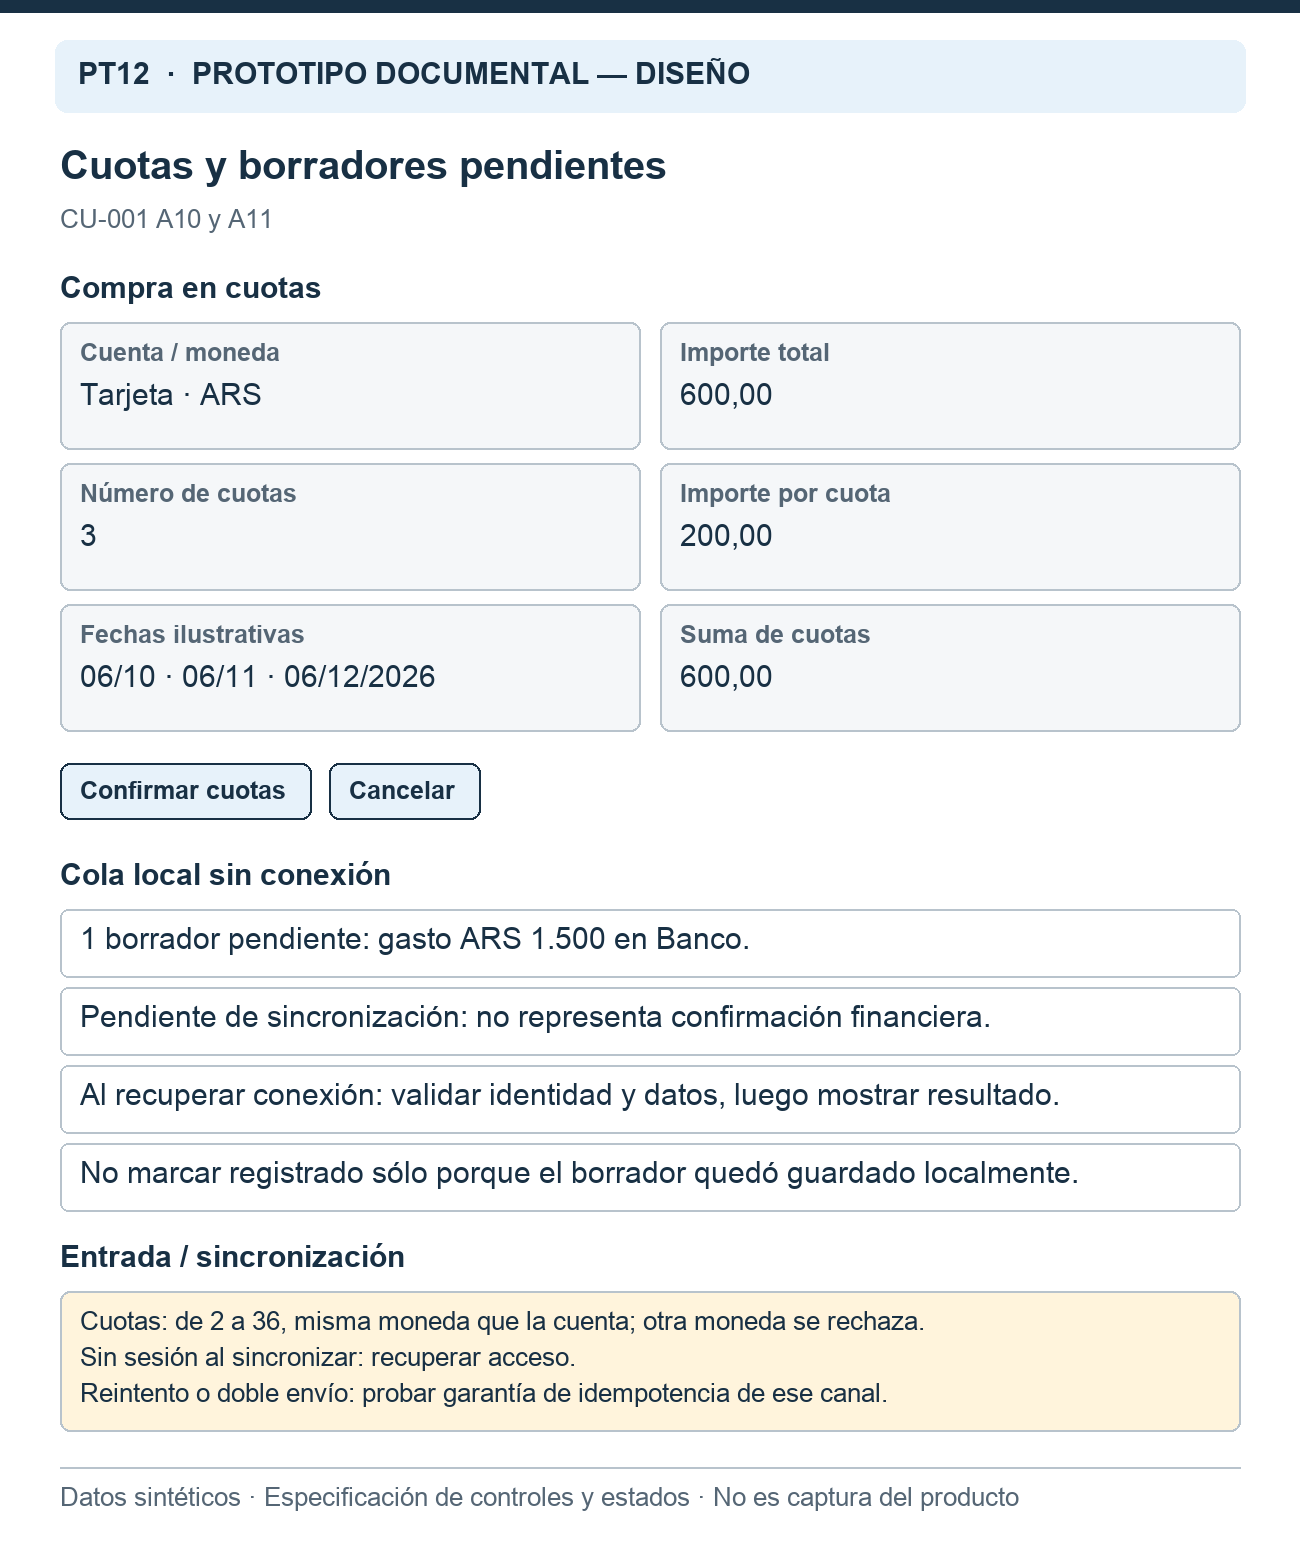 PT12 · PROTOTIPO DOCUMENTAL — DISEÑO
Cuotas y borradores pendientes
CU-001 A10 y A11
Compra en cuotas
Cuenta / moneda
Tarjeta · ARS
Importe total
600,00
Número de cuotas
3
Importe por cuota
200,00
Fechas ilustrativas
06/10 · 06/11 · 06/12/2026
Suma de cuotas
600,00
Confirmar cuotas
Cancelar
Cola local sin conexión
1 borrador pendiente: gasto ARS 1.500 en Banco.
Pendiente de sincronización: no representa confirmación financiera.
Al recuperar conexión: validar identidad y datos, luego mostrar resultado.
No marcar registrado sólo porque el borrador quedó guardado localmente.
Entrada / sincronización
Cuotas: de 2 a 36, misma moneda que la cuenta; otra moneda se rechaza.
Sin sesión al sincronizar: recuperar acceso.
Reintento o doble envío: probar garantía de idempotencia de ese canal.
Datos sintéticos · Especificación de controles y estados · No es captura del producto